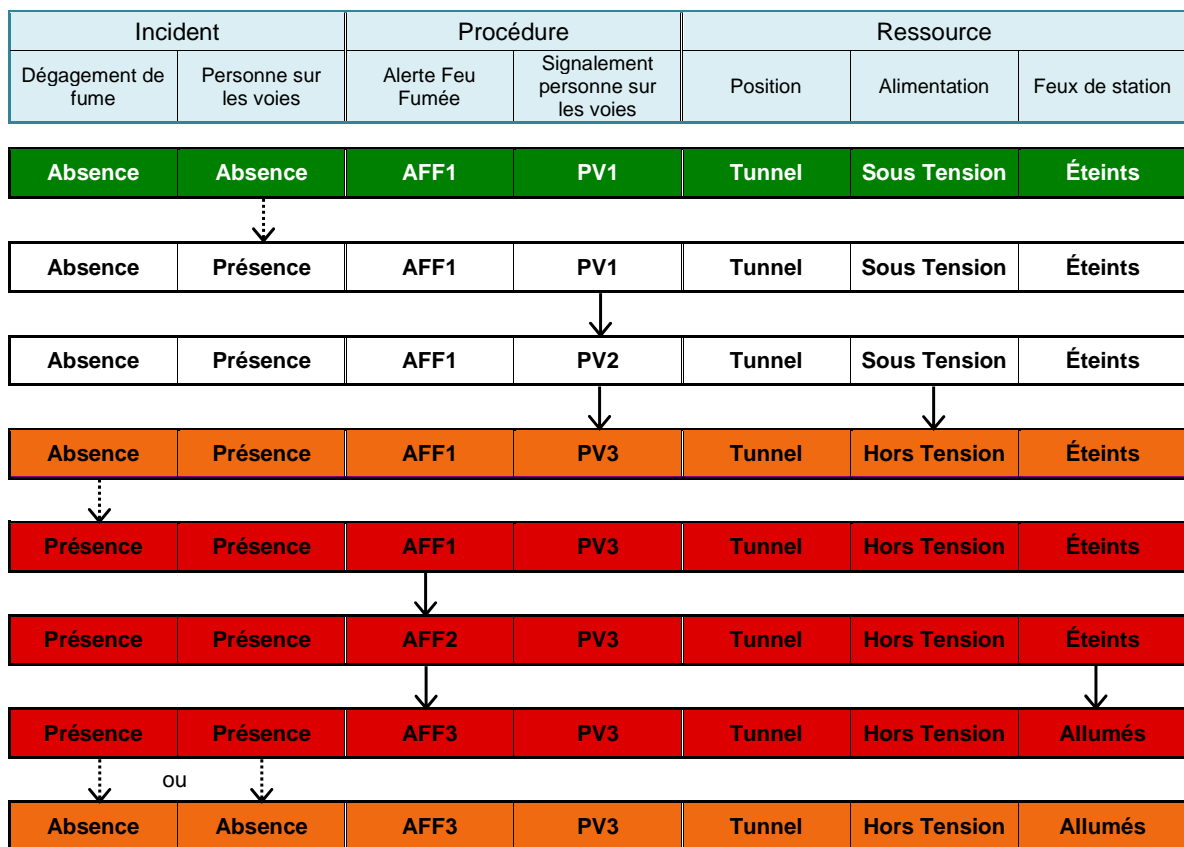 Incident Procédure Ressource
Dégagement de fume Personne sur les voies Alerte Feu Fumée Signalement personne sur les voies Position Alimentation Feux de station
Absence Absence AFF1 PV1 Tunnel Sous Tension Éteints
Absence Présence AFF1 PV1 Tunnel Sous Tension Éteints
Absence Présence AFF1 PV2 Tunnel Sous Tension Éteints
Absence Présence AFF1 PV3 Tunnel Hors Tension Éteints
Présence Présence AFF1 PV3 Tunnel Hors Tension Éteints
Présence Présence AFF2 PV3 Tunnel Hors Tension Éteints
Présence Présence AFF3 PV3 Tunnel Hors Tension Allumés
ou
Absence Absence AFF3 PV3 Tunnel Hors Tension Allumés